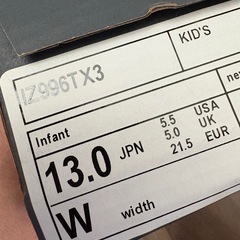 IZ996TX3
KID'S
Infant
13.0 JPN
5.5 USA
5.0 UK
21.5 EUR
W width